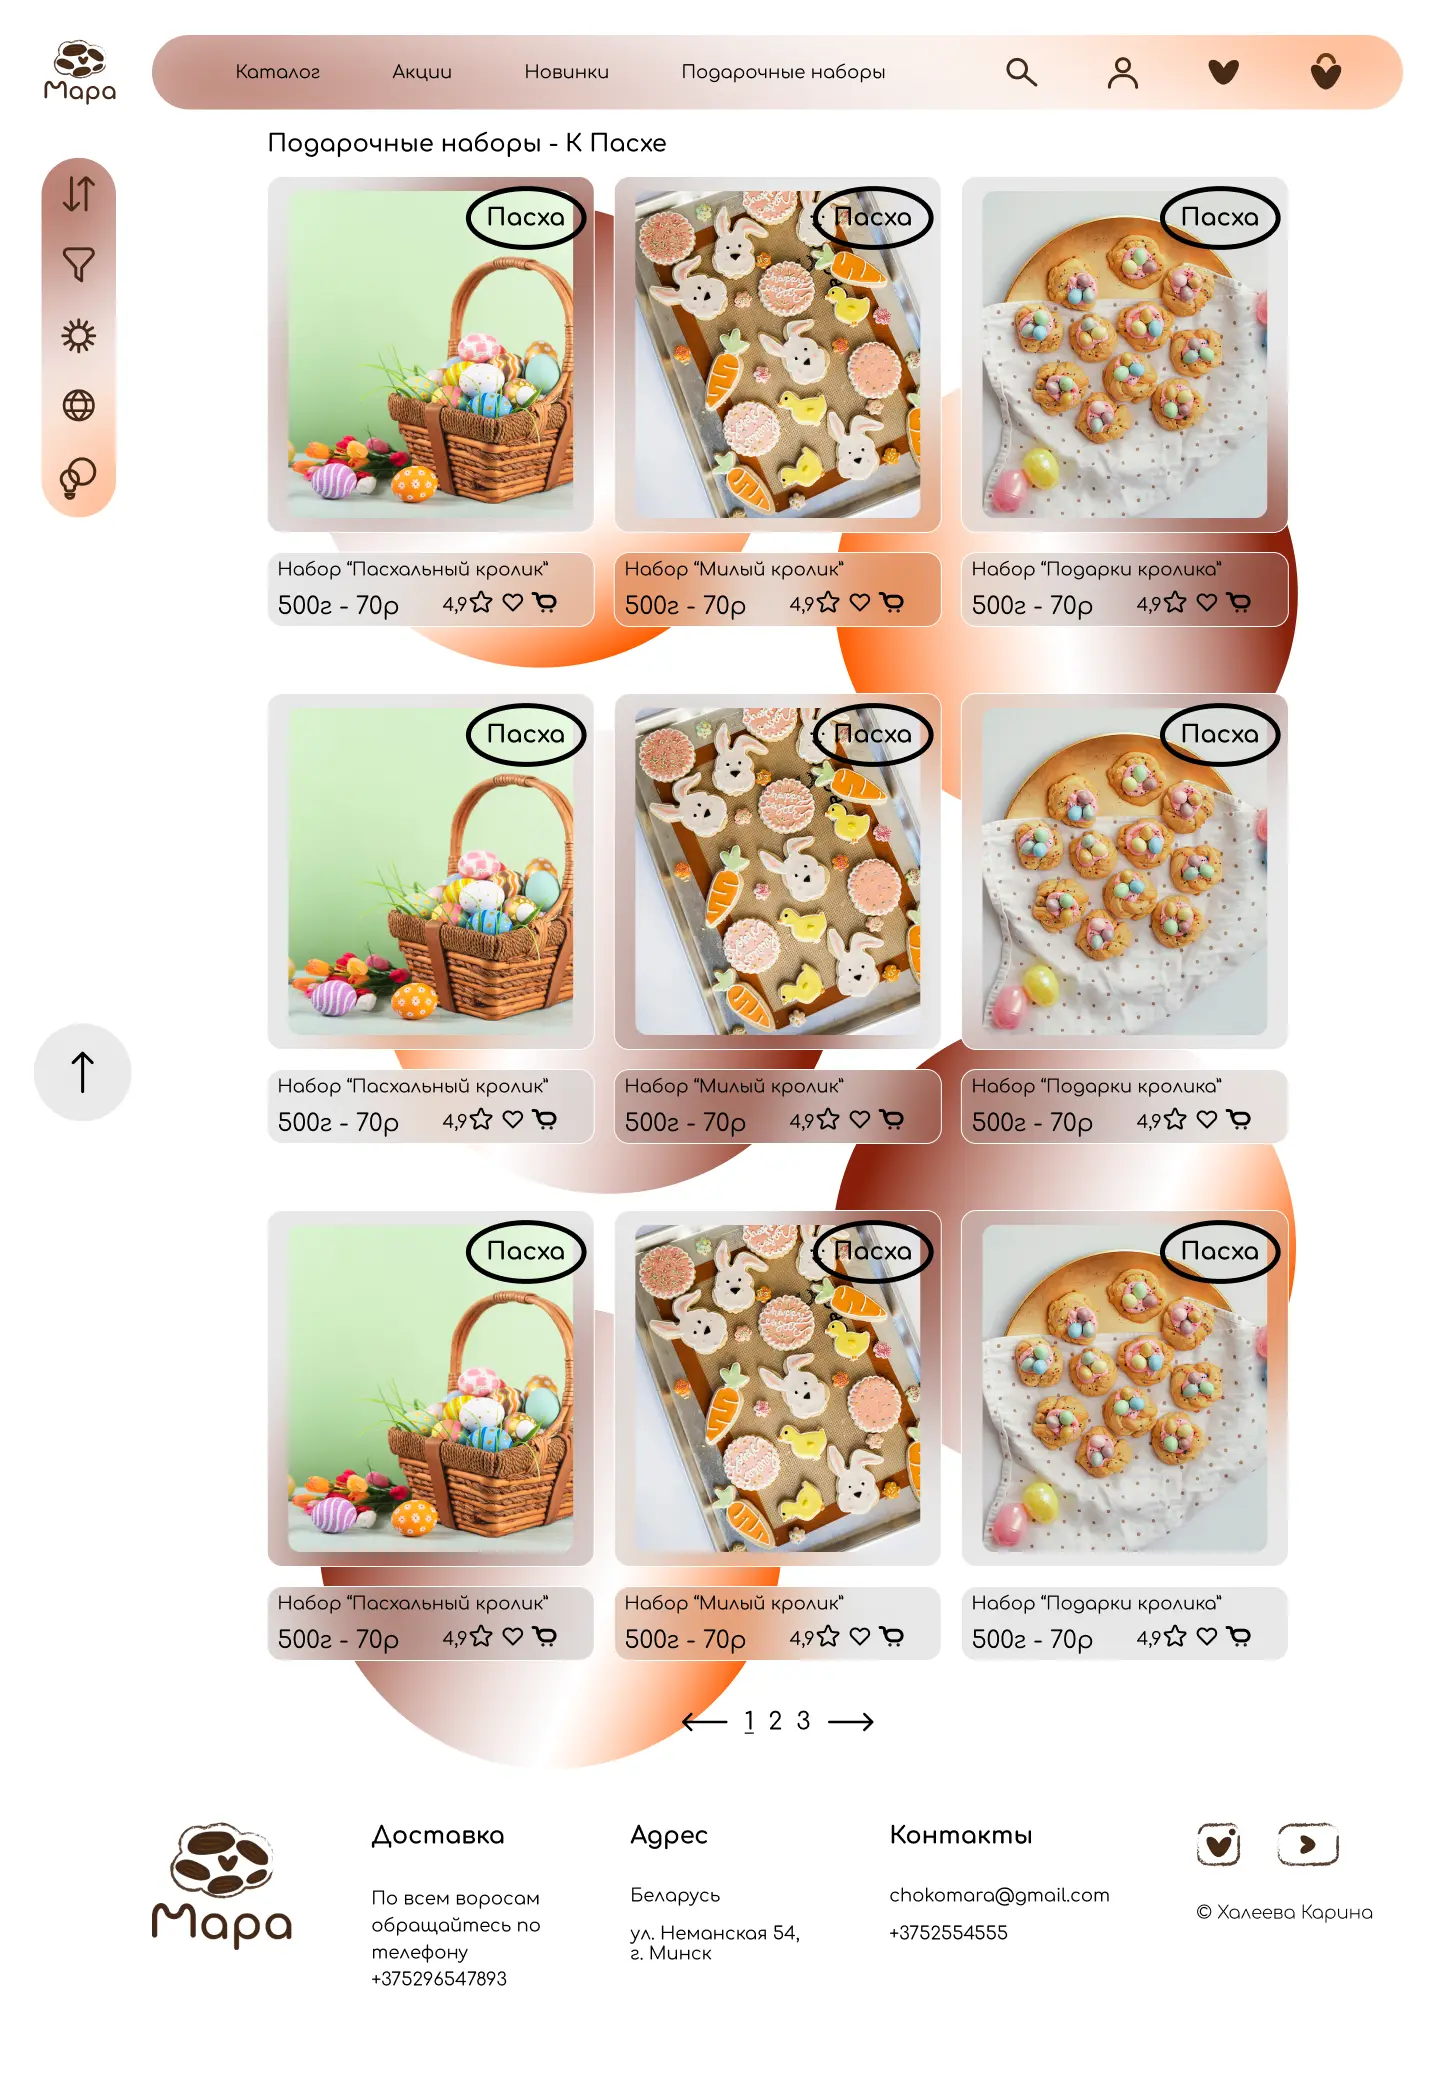 Мара
Каталог
Акции
Новинки
Подарочные наборы
Подарочные наборы - К Пасхе
Пасха
Пасха
Пасха
Набор “Пасхальный кролик”
500г - 70р
4,9
Набор “Милый кролик”
500г - 70р
4,9
Набор “Подарки кролика”
500г - 70р
4,9
Пасха
Пасха
Пасха
Набор “Пасхальный кролик”
500г - 70р
4,9
Набор “Милый кролик”
500г - 70р
4,9
Набор “Подарки кролика”
500г - 70р
4,9
Пасха
Пасха
Пасха
Набор “Пасхальный кролик”
500г - 70р
4,9
Набор “Милый кролик”
500г - 70р
4,9
Набор “Подарки кролика”
500г - 70р
4,9
1 2 3
Мара
Доставка
По всем воросам
обращайтесь по
телефону
+375296547893
Адрес
Беларусь
ул. Неманская 54,
г. Минск
Контакты
chokomara@gmail.com
+3752554555
© Халеева Карина